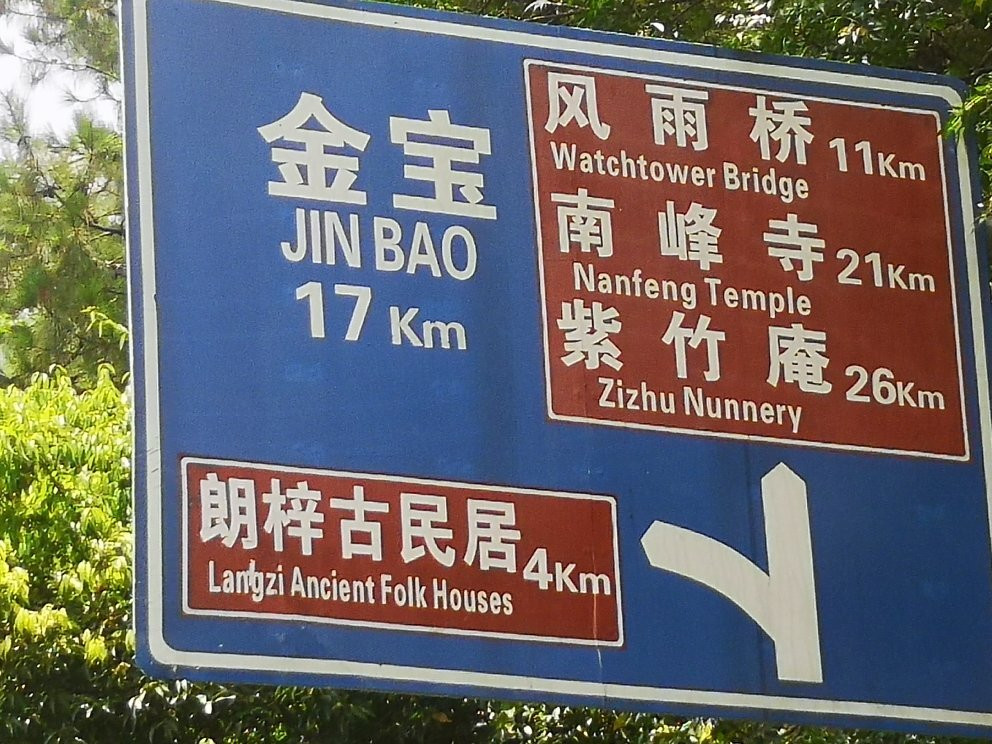 金宝
JIN BAO
17 Km
风雨桥 11Km
Watchtower Bridge
南峰寺 21Km
Nanfeng Temple
紫竹庵 26Km
Zizhu Nunnery
朗梓古民居 4Km
Langzi Ancient Folk Houses